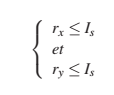 r_x ≤ I_s
et
r_y ≤ I_s